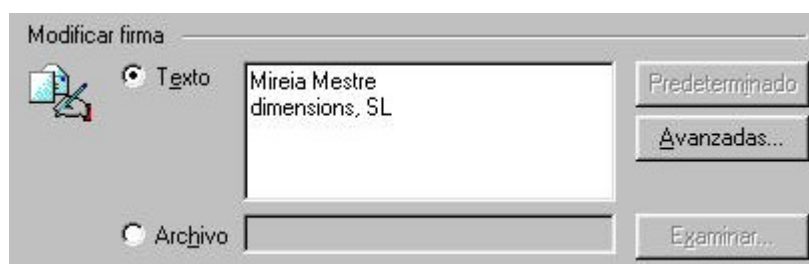 Modificar firma
Texto
Mireia Mestre
dimensions, SL
Predeterminado
Avanzadas...
Archivo
Examinar...